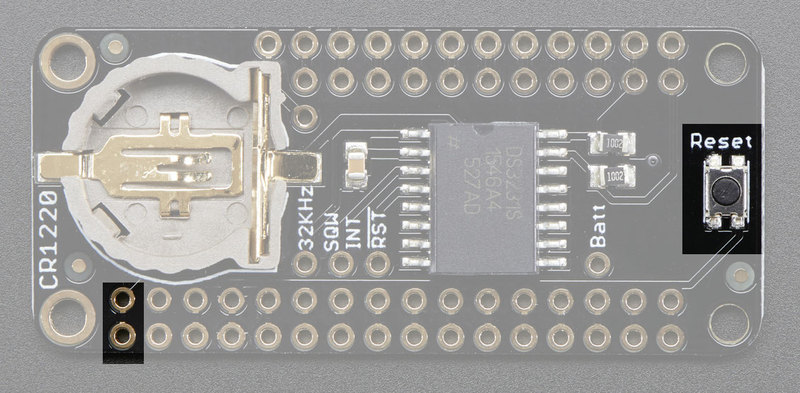 Reset
DS3231S
1546A4
527AD
#
1002
1002
32KHz
SQW
INT
RST
Batt
CR1220